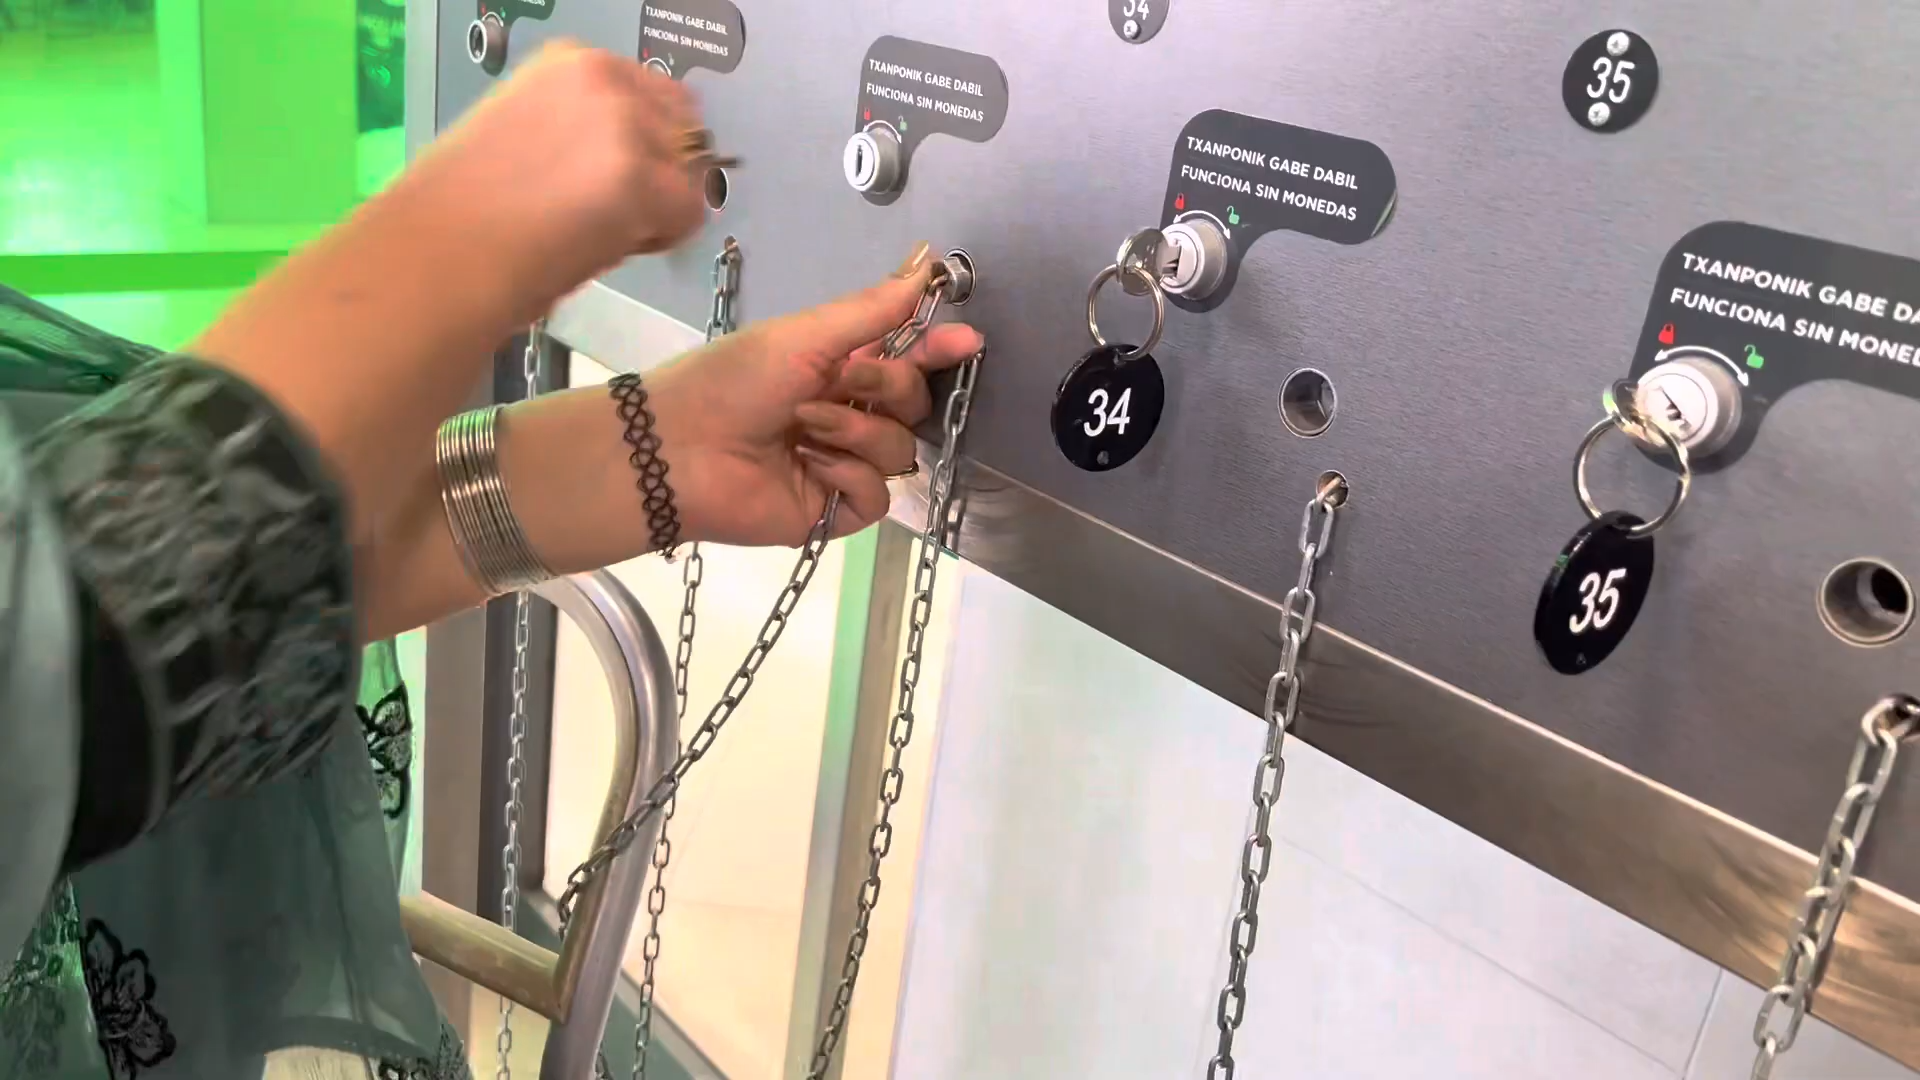 TXANPONIK GABE DABIL
FUNCIONA SIN MONEDAS
TXANPONIK GABE DABIL
FUNCIONA SIN MONEDAS
34
TXANPONIK GABE DABIL
FUNCIONA SIN MONEDAS
34
35
TXANPONIK GABE DA
FUNCIONA SIN MONED
35